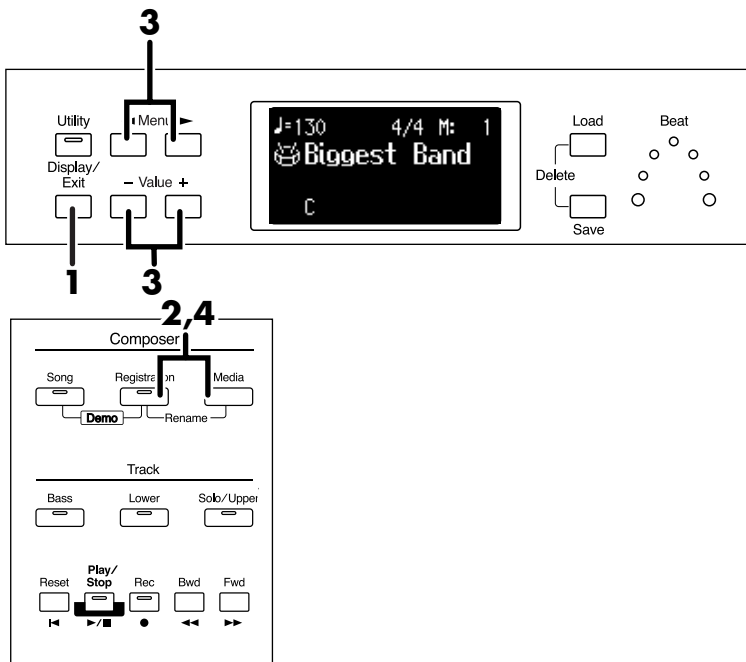 3
Utility
◄ Menu ►
Display/
Exit
– Value +
♩=130 4/4 M: 1
Biggest Band
C
Load
Delete
Save
Beat
1
3
2,4
Composer
Song Registration Media
Demo
Rename
Track
Bass Lower Solo/Upper
Play/
Reset Stop Rec Bwd Fwd